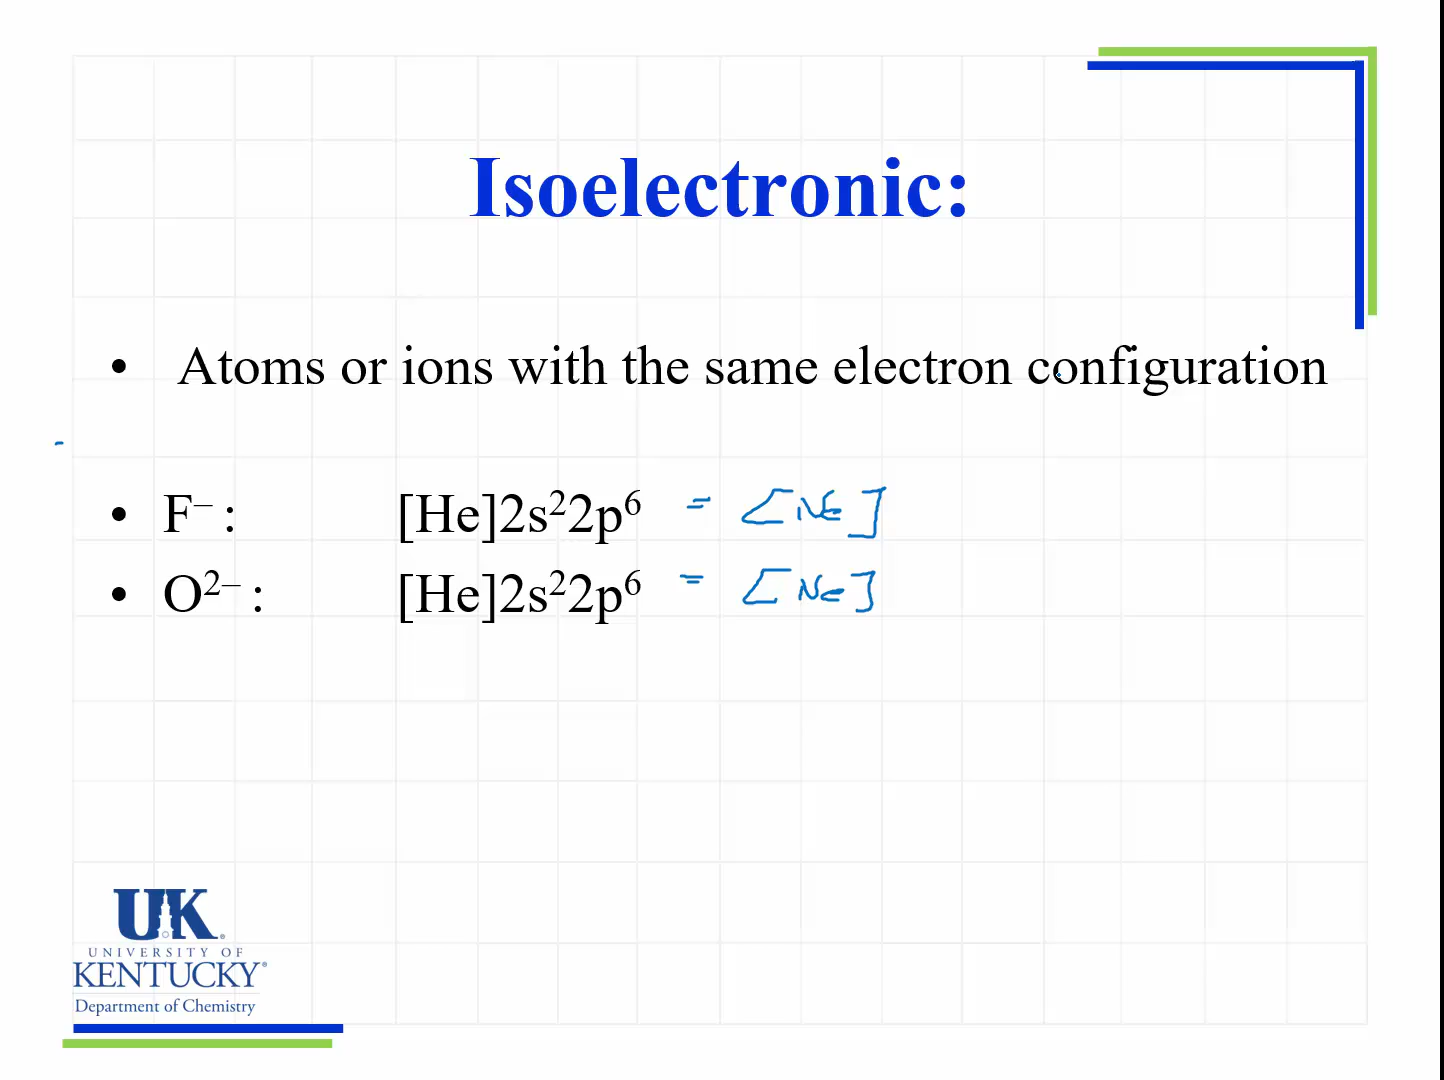 Isoelectronic:
• Atoms or ions with the same electron configuration
• F⁻ : [He]2s²2p⁶ = [Ne]
• O²⁻ : [He]2s²2p⁶ = [Ne]
UK
OF
UNIVERSITY OF
KENTUCKY®
Department of Chemistry